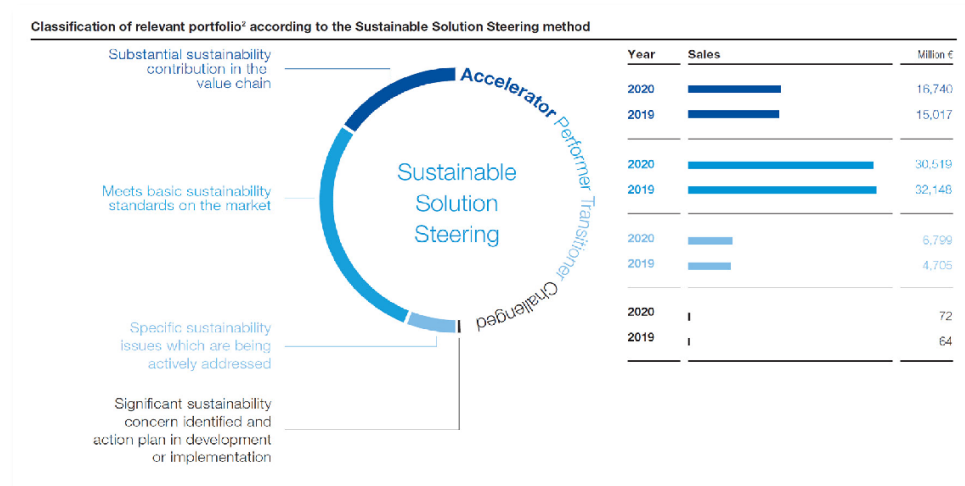 Classification of relevant portfolio² according to the Sustainable Solution Steering method
Substantial sustainability
contribution in the
value chain
Meets basic sustainability
standards on the market
Specific sustainability
issues which are being
actively addressed
Significant sustainability
concern identified and
action plan in development
or implementation
Sustainable
Solution
Steering
Accelerator
Performer
Transitioner
Challenged
Year Sales Million €
2020 16,740
2019 15,017
2020 30,519
2019 32,148
2020 6,799
2019 4,705
2020 72
2019 64